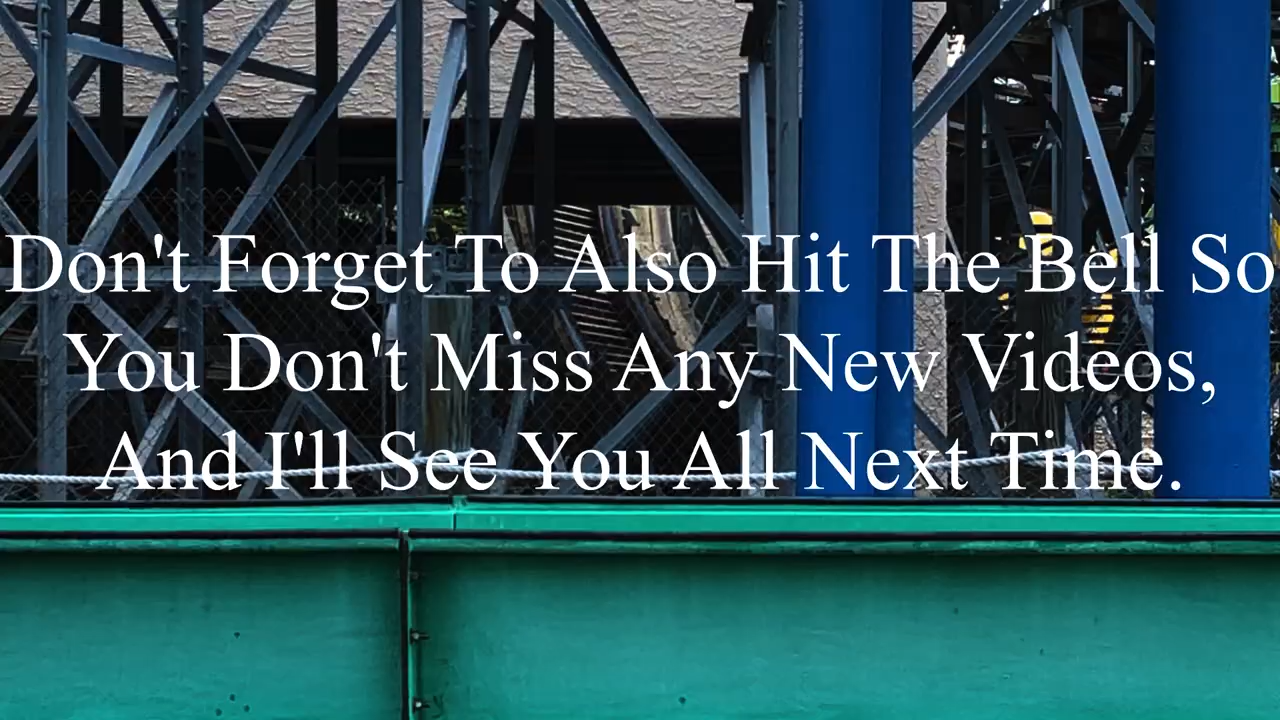 Don't Forget To Also Hit The Bell So
You Don't Miss Any New Videos,
And I'll See You All Next Time.